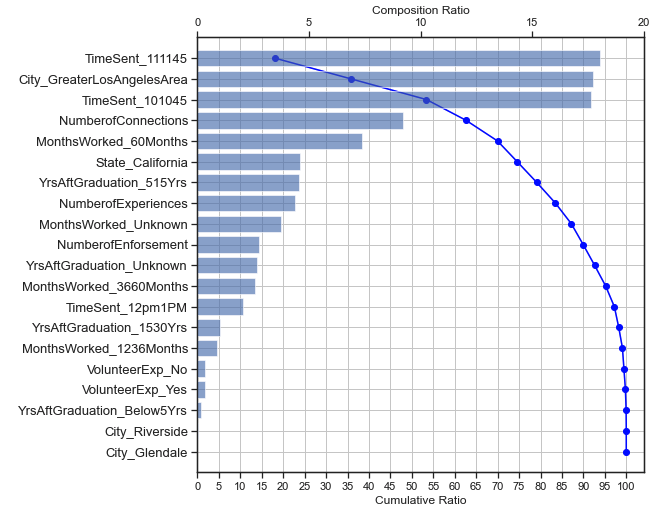 Composition Ratio
0 5 10 15 20
TimeSent_111145
City_GreaterLosAngelesArea
TimeSent_101045
NumberofConnections
MonthsWorked_60Months
State_California
YrsAftGraduation_515Yrs
NumberofExperiences
MonthsWorked_Unknown
NumberofEnforsement
YrsAftGraduation_Unknown
MonthsWorked_3660Months
TimeSent_12pm1PM
YrsAftGraduation_1530Yrs
MonthsWorked_1236Months
VolunteerExp_No
VolunteerExp_Yes
YrsAftGraduation_Below5Yrs
City_Riverside
City_Glendale
0 5 10 15 20 25 30 35 40 45 50 55 60 65 70 75 80 85 90 95 100
Cumulative Ratio